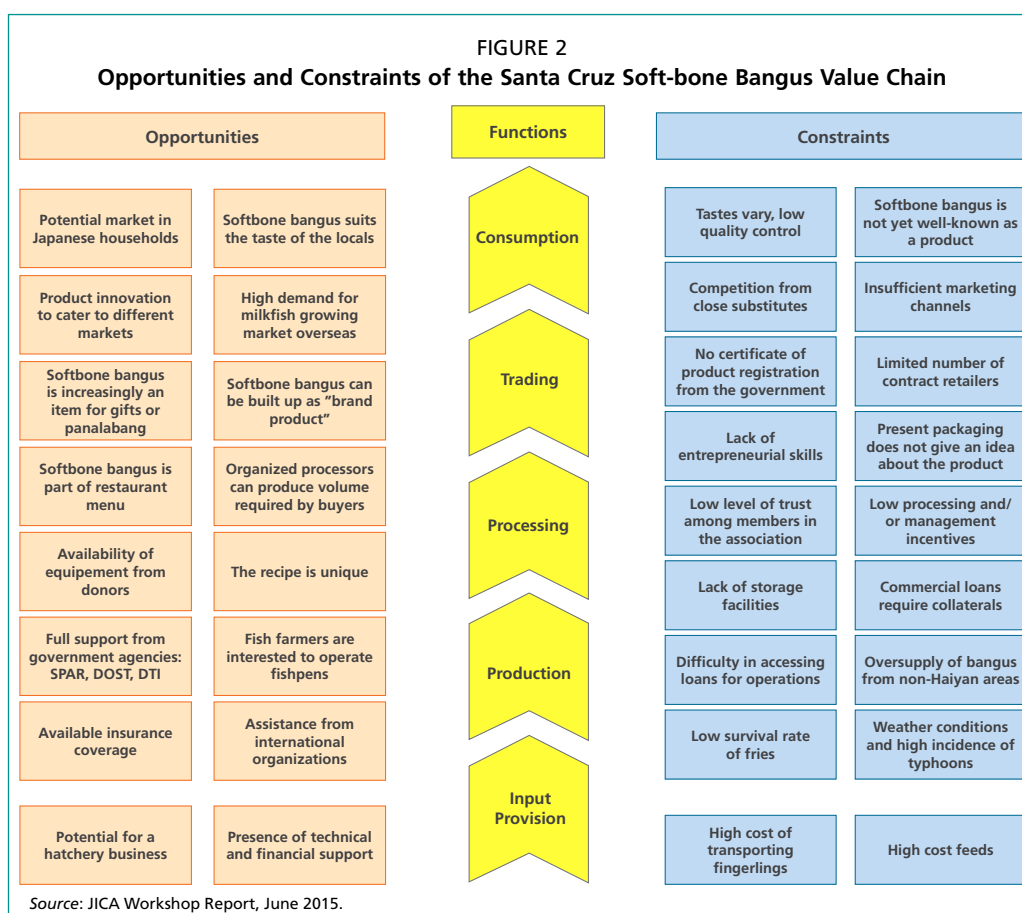 FIGURE 2
Opportunities and Constraints of the Santa Cruz Soft-bone Bangus Value Chain
Opportunities
Functions
Constraints
Potential market in
Japanese households
Softbone bangus suits
the taste of the locals
Consumption
Tastes vary, low
quality control
Softbone bangus is
not yet well-known as
a product
Product innovation
to cater to different
markets
High demand for
milkfish growing
market overseas
Competition from
close substitutes
Insufficient marketing
channels
Softbone bangus
is increasingly an
item for gifts or
panalabang
Softbone bangus can
be built up as "brand
product"
Trading
No certificate of
product registration
from the government
Limited number of
contract retailers
Softbone bangus is
part of restaurant
menu
Organized processors
can produce volume
required by buyers
Lack of
entrepreneurial skills
Present packaging
does not give an idea
about the product
Processing
Low level of trust
among members in
the association
Low processing and/
or management
incentives
Availability of
equipement from
donors
The recipe is unique
Lack of storage
facilities
Commercial loans
require collaterals
Full support from
government agencies:
SPAR, DOST, DTI
Fish farmers are
interested to operate
fishpens
Production
Difficulty in accessing
loans for operations
Oversupply of bangus
from non-Haiyan areas
Available insurance
coverage
Assistance from
international
organizations
Low survival rate
of fries
Weather conditions
and high incidence of
typhoons
Input
Provision
Potential for a
hatchery business
Presence of technical
and financial support
High cost of
transporting
fingerlings
High cost feeds
Source: JICA Workshop Report, June 2015.